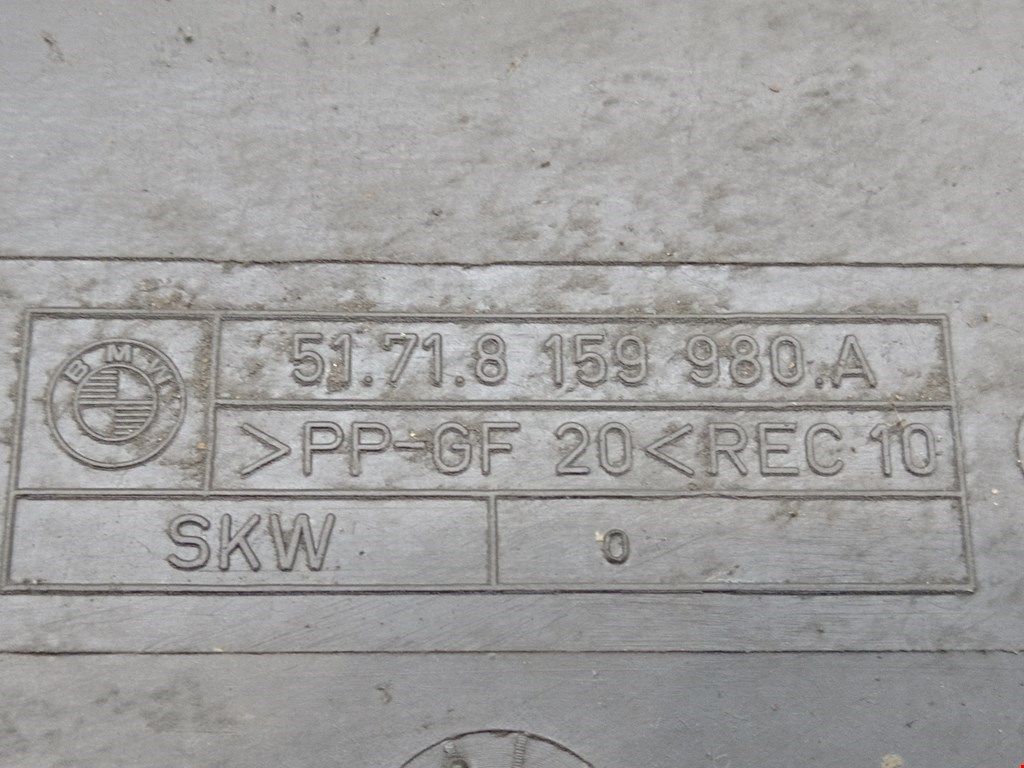 BMW
51.71.8 159 980.A
>PP-GF 20<REC 10
SKW
0